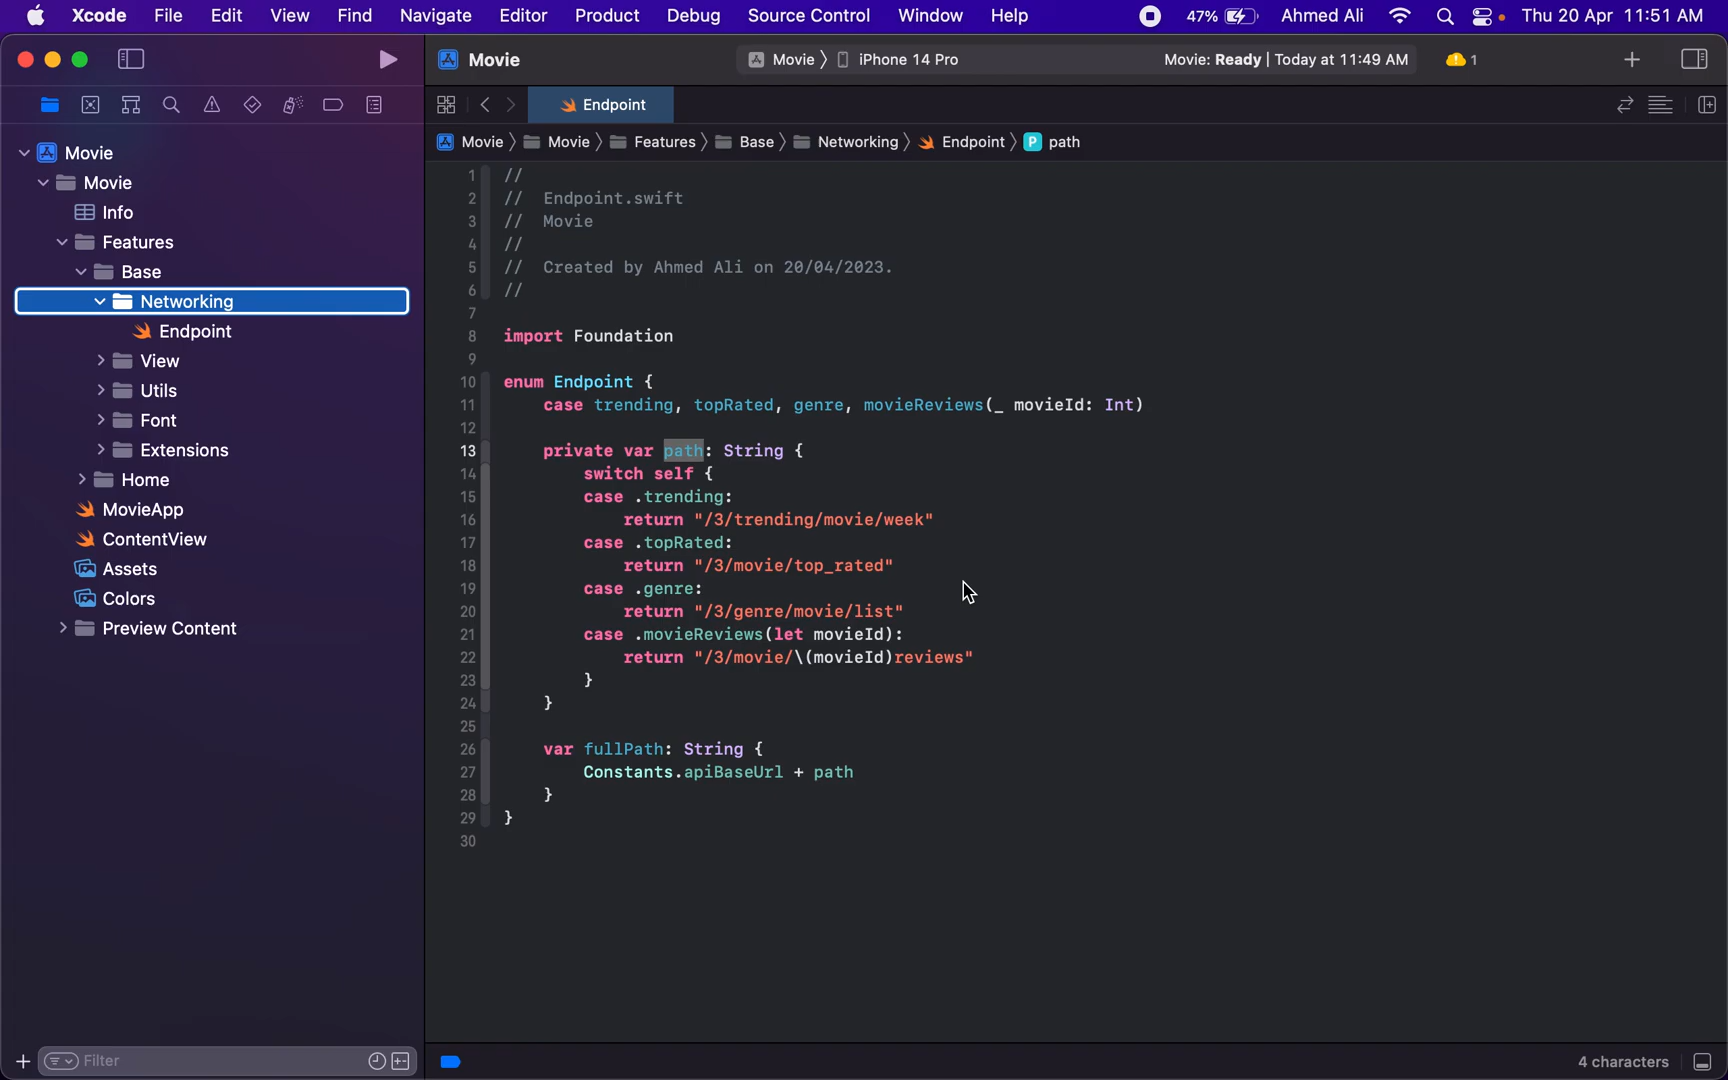 Xcode File Edit View Find Navigate Editor Product Debug Source Control Window Help 47% Ahmed Ali Thu 20 Apr 11:51 AM
Movie Movie iPhone 14 Pro Movie: Ready | Today at 11:49 AM 1
Endpoint
Movie Movie Features Base Networking Endpoint P path
Movie
Movie
Info
Features
Base
Networking
Endpoint
View
Utils
Font
Extensions
Home
MovieApp
ContentView
Assets
Colors
Preview Content
Filter
1 //
2 // Endpoint.swift
3 // Movie
4 //
5 // Created by Ahmed Ali on 20/04/2023.
6 //
7
8 import Foundation
9
10 enum Endpoint {
11 case trending, topRated, genre, movieReviews(_ movieId: Int)
12
13 private var path: String {
14 switch self {
15 case .trending:
16 return "/3/trending/movie/week"
17 case .topRated:
18 return "/3/movie/top_rated"
19 case .genre:
20 return "/3/genre/movie/list"
21 case .movieReviews(let movieId):
22 return "/3/movie/\(movieId)reviews"
23 }
24 }
25
26 var fullPath: String {
27 Constants.apiBaseUrl + path
28 }
29 }
30
4 characters